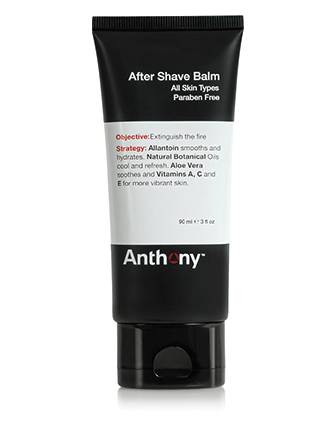 After Shave Balm
All Skin Types
Paraben Free
Objective:Extinguish the fire
Strategy: Allantoin smooths and
hydrates. Natural Botanical Oils
cool and refresh. Aloe Vera
soothes and Vitamins A, C and
E for more vibrant skin.
90 ml ℮ 3 fl oz
Anthony™